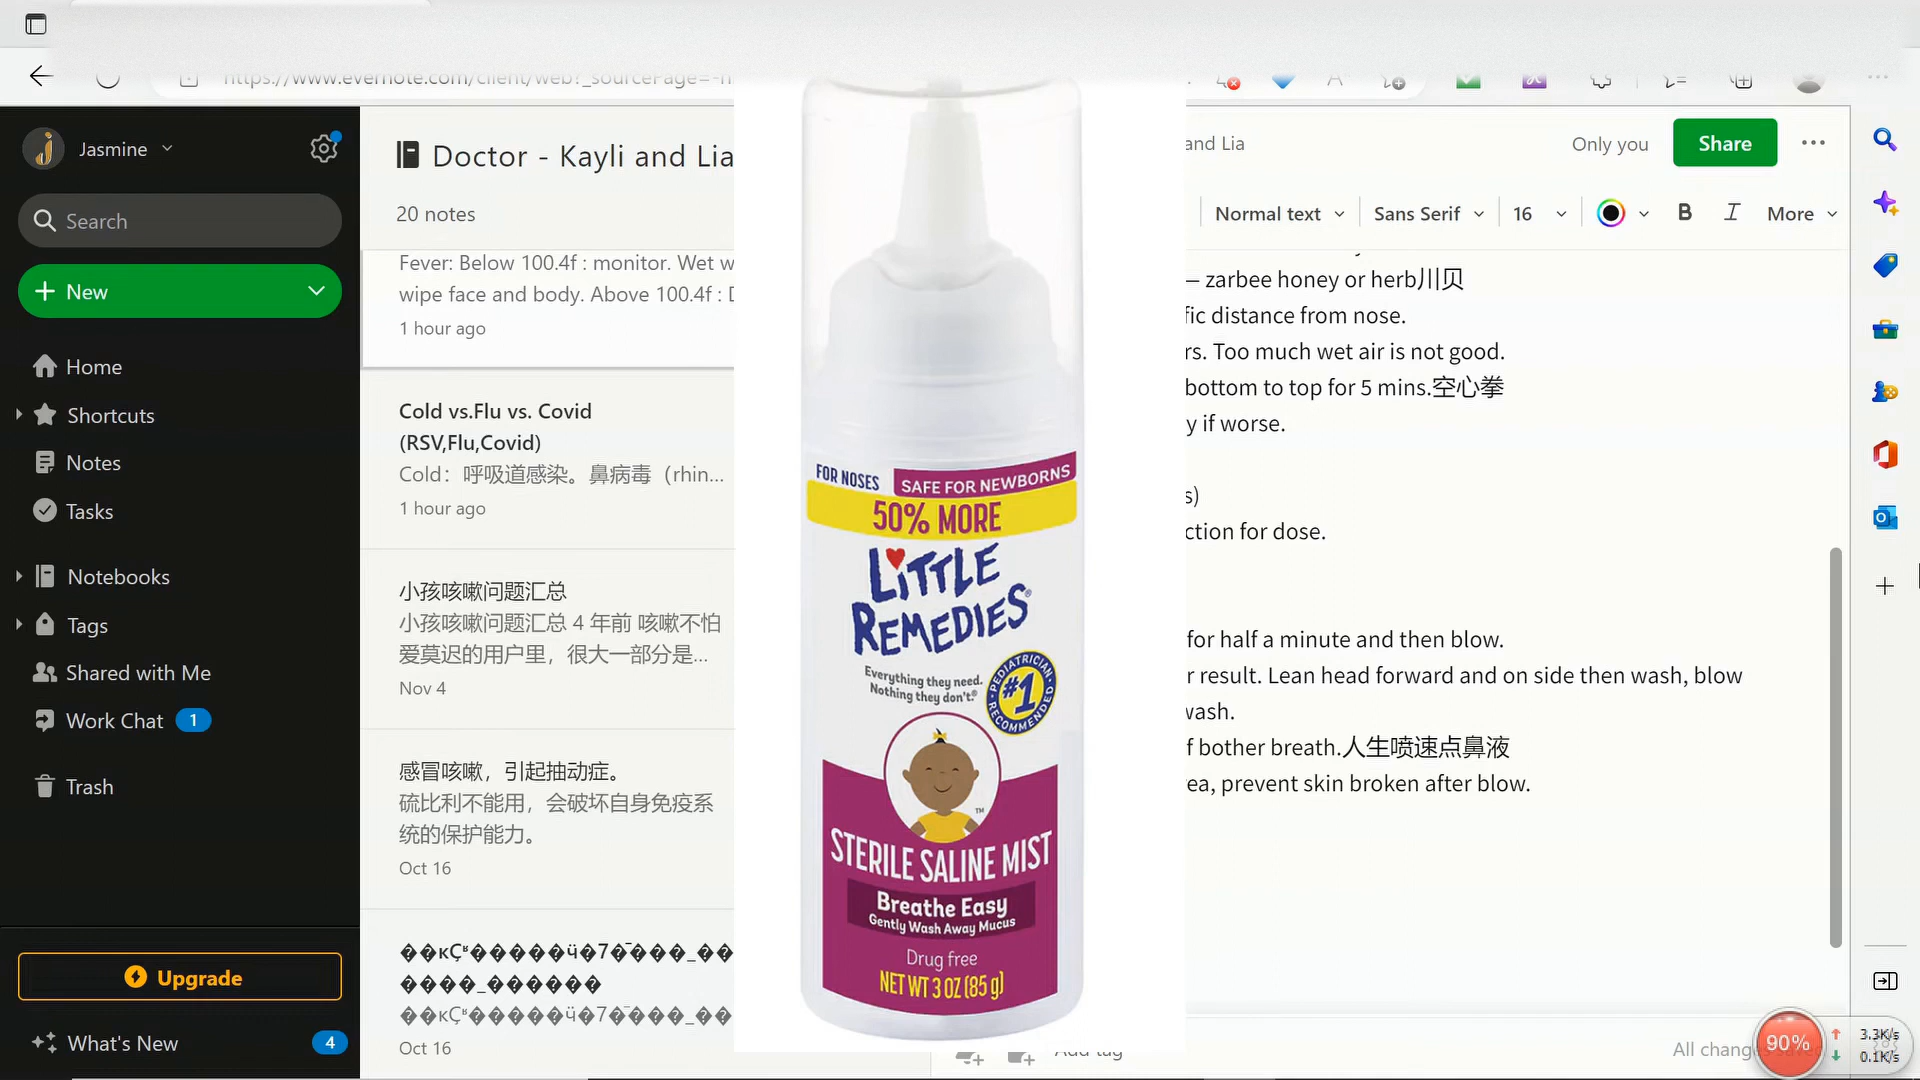 Jasmine
Search
New
Home
Shortcuts
Notes
Tasks
Notebooks
Tags
Shared with Me
Work Chat 1
Trash
Upgrade
What's New 4
Doctor - Kayli and Lia
20 notes
Fever: Below 100.4f : monitor. Wet w
wipe face and body. Above 100.4f :
1 hour ago
Cold vs.Flu vs. Covid
(RSV,Flu,Covid)
Cold：呼吸道感染。鼻病毒（rhin...
1 hour ago
小孩咳嗽问题汇总
小孩咳嗽问题汇总 4 年前 咳嗽不怕
爱莫迟的用户里，很大一部分是...
Nov 4
感冒咳嗽，引起抽动症。
硫比利不能用，会破坏自身免疫系
统的保护能力。
Oct 16
Oct 16
FOR NOSES
SAFE FOR NEWBORNS
50% MORE
LiTTLE
REMEDIES®
Everything they need.
Nothing they don't.®
PEDIATRICIAN
#1
RECOMMENDED
STERILE SALINE MIST
Breathe Easy
Gently Wash Away Mucus
Drug free
NET WT 3 OZ (85 g)
and Lia
Only you
Share
Normal text
Sans Serif
16
B
I
More
– zarbee honey or herb川贝
fic distance from nose.
rs. Too much wet air is not good.
bottom to top for 5 mins.空心拳
y if worse.
s)
ction for dose.
for half a minute and then blow.
r result. Lean head forward and on side then wash, blow
wash.
f bother breath.人生喷速点鼻液
ea, prevent skin broken after blow.
Add tag
All chang
90%
3.3K/s
0.1K/s